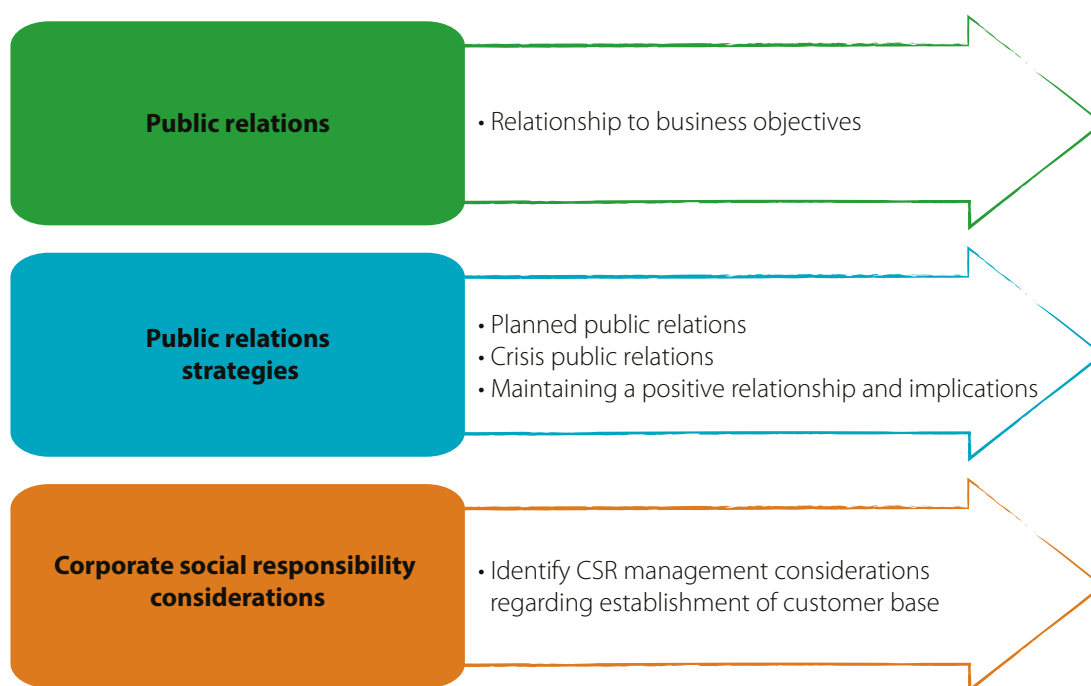 Public relations
• Relationship to business objectives
Public relations
strategies
• Planned public relations
• Crisis public relations
• Maintaining a positive relationship and implications
Corporate social responsibility
considerations
• Identify CSR management considerations
regarding establishment of customer base